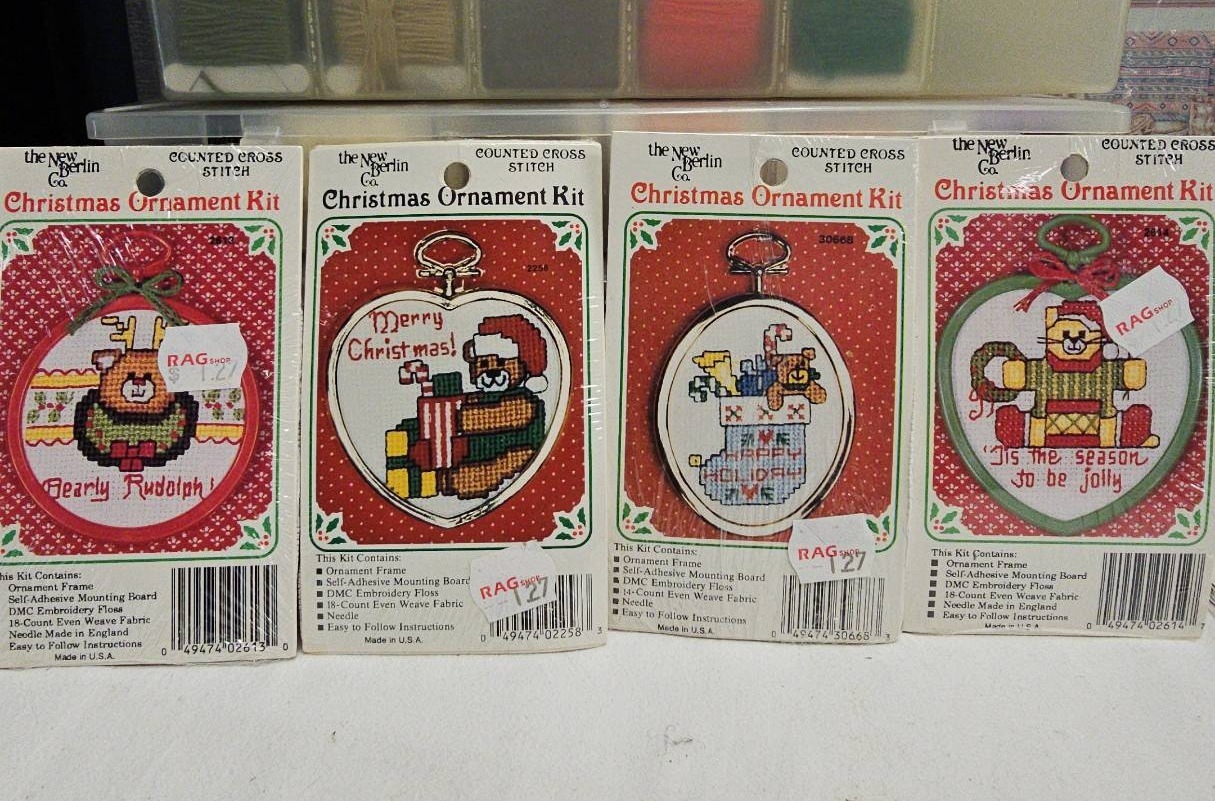 the New
Berlin
Co.
COUNTED CROSS
STITCH
Christmas Ornament Kit
2613
RAG SHOP
$ 1.27
Bearly Rudolph!
This Kit Contains:
Ornament Frame
Self-Adhesive Mounting Board
DMC Embroidery Floss
18-Count Even Weave Fabric
Needle Made in England
Easy to Follow Instructions
Made in U.S.A.
0 49474 02613 0
the New
Berlin
Co.
COUNTED CROSS
STITCH
Christmas Ornament Kit
2258
Merry
Christmas!
This Kit Contains:
Ornament Frame
Self-Adhesive Mounting Board
DMC Embroidery Floss
18-Count Even Weave Fabric
Needle
Easy to Follow Instructions
Made in U.S.A.
RAG SHOP
1.27
0 49474 02258 3
the New
Berlin
Co.
COUNTED CROSS
STITCH
Christmas Ornament Kit
30668
HAPPY
HOLIDAY
RAG SHOP
1.27
This Kit Contains:
Ornament Frame
Self-Adhesive Mounting Board
DMC Embroidery Floss
14-Count Even Weave Fabric
Needle
Easy to Follow Instructions
Made in U.S.A.
0 49474 30668 3
the New
Berlin
Co.
COUNTED CROSS
STITCH
Christmas Ornament Kit
2614
RAG SHOP
1.27
"Tis the season
to be jolly
This Kit Contains:
Ornament Frame
Self-Adhesive Mounting Board
DMC Embroidery Floss
18-Count Even Weave Fabric
Needle Made in England
Easy to Follow Instructions
Made in U.S.A.
0 49474 02614 7